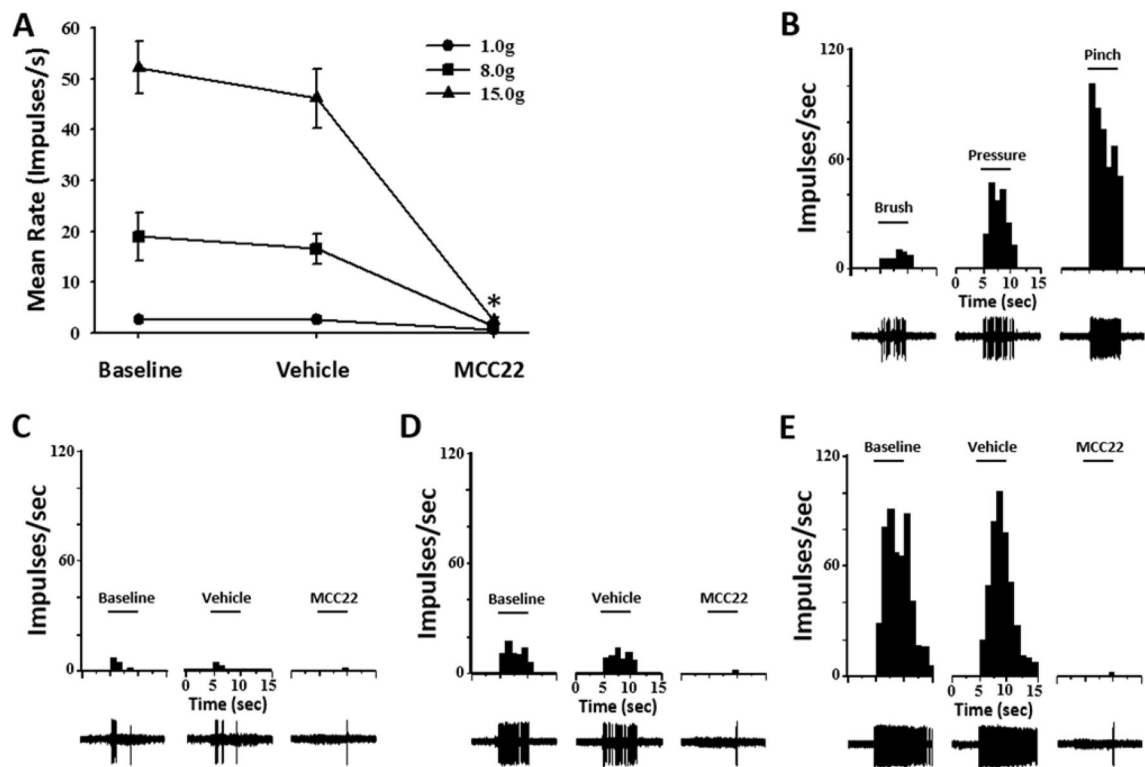 A
Mean Rate (Impulses/s)
60
50
40
30
20
10
0
1.0g
8.0g
15.0g
*
Baseline Vehicle MCC22
B
Impulses/sec
120
60
0
Brush
Pressure
Pinch
0 5 10 15
Time (sec)
C
Impulses/sec
120
60
0
Baseline Vehicle MCC22
0 5 10 15
Time (sec)
D
Impulses/sec
120
60
0
Baseline Vehicle MCC22
0 5 10 15
Time (sec)
E
Impulses/sec
120
60
0
Baseline Vehicle MCC22
0 5 10 15
Time (sec)